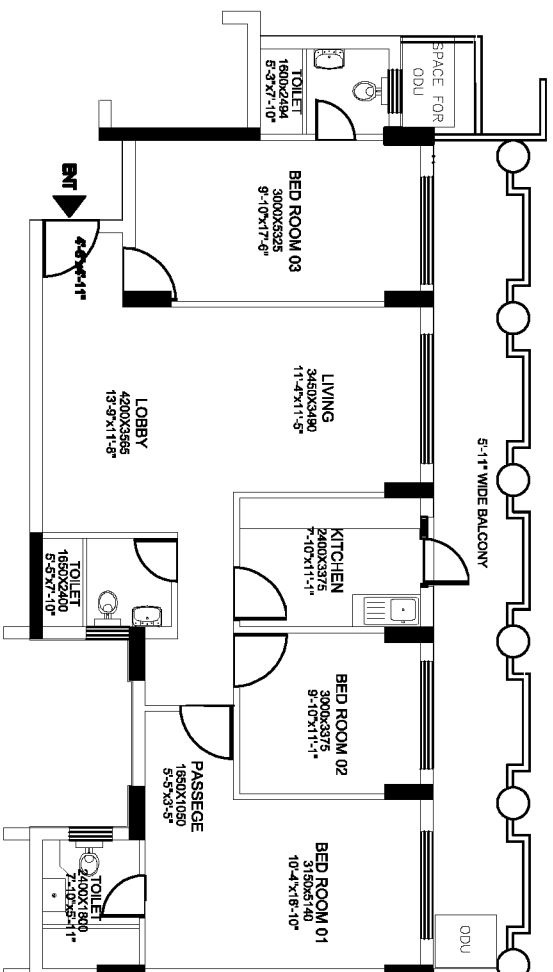 SPACE FOR
ODU
TOILET
1600x2494
5'-3"x7'-10"
BED ROOM 03
3000X5325
9'-10"x17'-6"
ENT
LIVING
3450X3490
11'-4"x11'-5"
LOBBY
4200X3565
13'-9"x11'-8"
5'-11" WIDE BALCONY
KITCHEN
2400X3375
7'-10"x11'-1"
TOILET
1650X2400
5'-5"x7'-10"
BED ROOM 02
3000x3375
9'-10"x11'-1"
PASSEGE
1650X1050
5'-5"x3'-5"
BED ROOM 01
3150x5140
10'-4"x16'-10"
TOILET
2400X1800
7'-10"x5'-11"
ODU